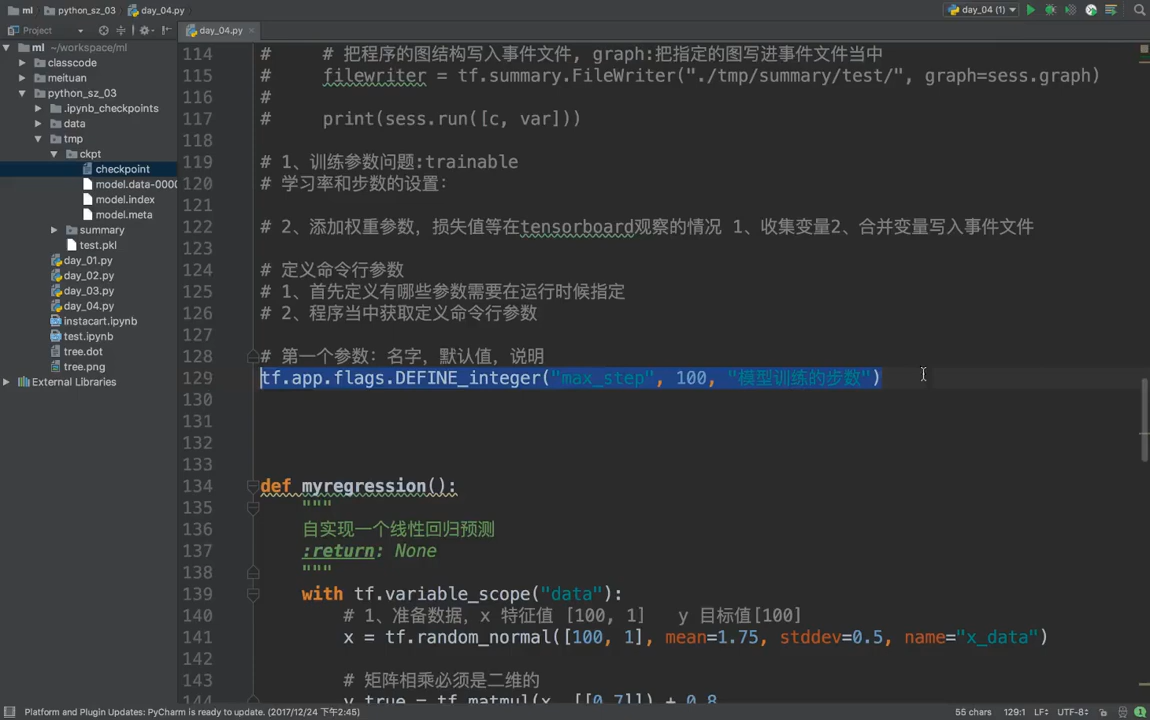 ml
python_sz_03
day_04.py
day_04 (1)
Project
day_04.py
ml ~/workspace/ml
classcode
meituan
python_sz_03
.ipynb_checkpoints
data
tmp
ckpt
checkpoint
model.data-0000
model.index
model.meta
summary
test.pkl
day_01.py
day_02.py
day_03.py
day_04.py
instacart.ipynb
test.ipynb
tree.dot
tree.png
External Libraries
114 #     # 把程序的图结构写入事件文件, graph:把指定的图写进事件文件当中
115 #     filewriter = tf.summary.FileWriter("./tmp/summary/test/", graph=sess.graph)
116 #
117 #     print(sess.run([c, var]))
118
119 # 1、训练参数问题:trainable
120 # 学习率和步数的设置：
121
122 # 2、添加权重参数，损失值等在tensorboard观察的情况 1、收集变量2、合并变量写入事件文件
123
124 # 定义命令行参数
125 # 1、首先定义有哪些参数需要在运行时候指定
126 # 2、程序当中获取定义命令行参数
127
128 # 第一个参数：名字，默认值，说明
129 tf.app.flags.DEFINE_integer("max_step", 100, "模型训练的步数")
130
131
132
133
134 def myregression():
135     """
136     自实现一个线性回归预测
137     :return: None
138     """
139     with tf.variable_scope("data"):
140         # 1、准备数据，x 特征值 [100, 1]   y 目标值[100]
141         x = tf.random_normal([100, 1], mean=1.75, stddev=0.5, name="x_data")
142
143         # 矩阵相乘必须是二维的
144         y_true = tf.matmul(x, [[0.7]]) + 0.8
Platform and Plugin Updates: PyCharm is ready to update. (2017/12/24 下午2:45)
55 chars 129:1 LF÷ UTF-8÷ 1